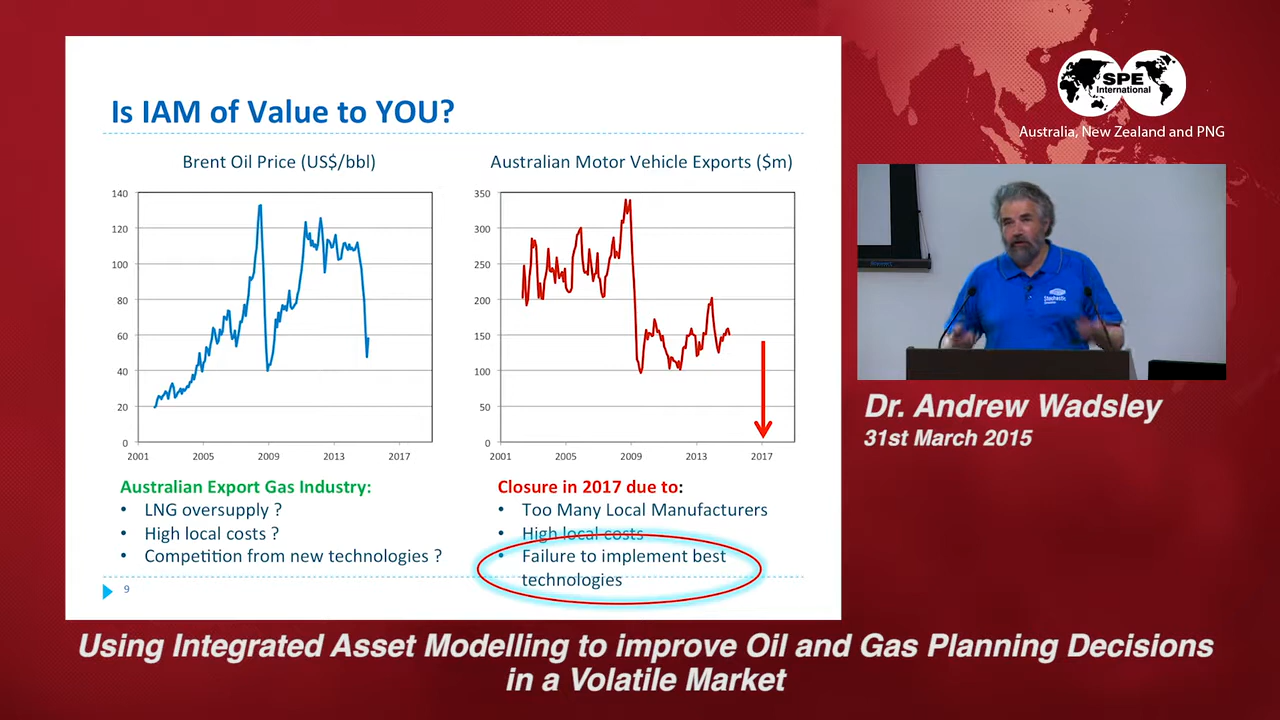 Is IAM of Value to YOU?
Brent Oil Price (US$/bbl)
140
120
100
80
60
40
20
0
2001
2005
2009
2013
2017
Australian Motor Vehicle Exports ($m)
350
300
250
200
150
100
50
0
2001
2005
2009
2013
2017
Australian Export Gas Industry:
• LNG oversupply ?
• High local costs ?
• Competition from new technologies ?
Closure in 2017 due to:
• Too Many Local Manufacturers
• High local costs
• Failure to implement best
technologies
9
SPE
International
Australia, New Zealand and PNG
Stochastic
Dr. Andrew Wadsley
31st March 2015
Using Integrated Asset Modelling to improve Oil and Gas Planning Decisions
in a Volatile Market